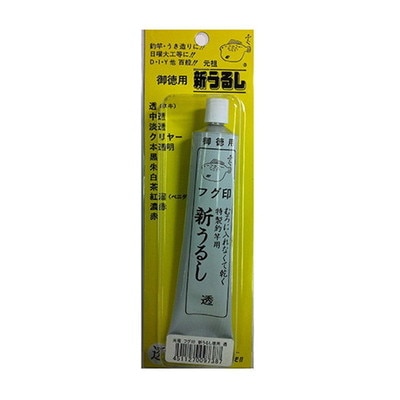 釣竿・うき造りに!!
日曜大工等に!!
D・I・Y他 百般!! 元祖
御徳用 新うるし
透
中透
淡透
クリヤー
本透明
黒
朱
白
茶
紅溜
濃赤
赤
御徳用
フグ印
むろに入れなくて乾く
特製釣竿用
新うるし
透
4511270097387